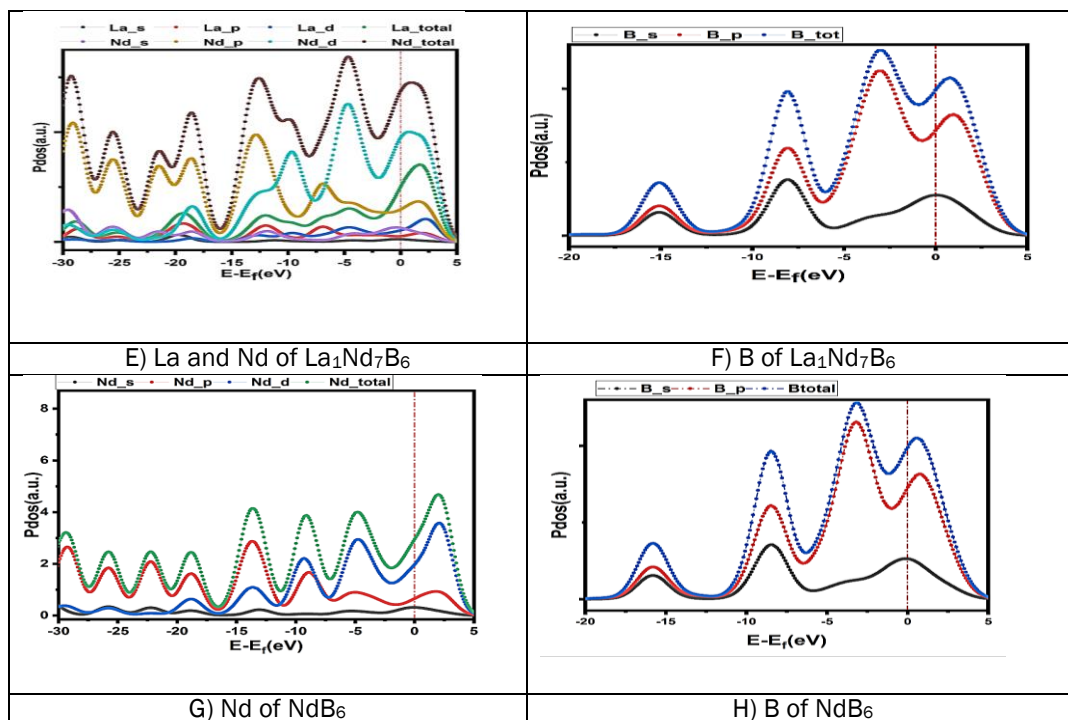 La_s La_p La_d La_total
Nd_s Nd_p Nd_d Nd_total
Pdos(a.u.)
-30 -25 -20 -15 -10 -5 0 5
E-Ef(eV)
E) La and Nd of La₁Nd₇B₆
B_s B_p B_tot
Pdos(a.u.)
-20 -15 -10 -5 0 5
E-Ef(eV)
F) B of La₁Nd₇B₆
Nd_s Nd_p Nd_d Nd_total
8
6
4
2
0
Pdos(a.u.)
-30 -25 -20 -15 -10 -5 0 5
E-Ef(eV)
G) Nd of NdB₆
B_s B_p Btotal
Pdos(a.u.)
-20 -15 -10 -5 0 5
E-Ef(eV)
H) B of NdB₆